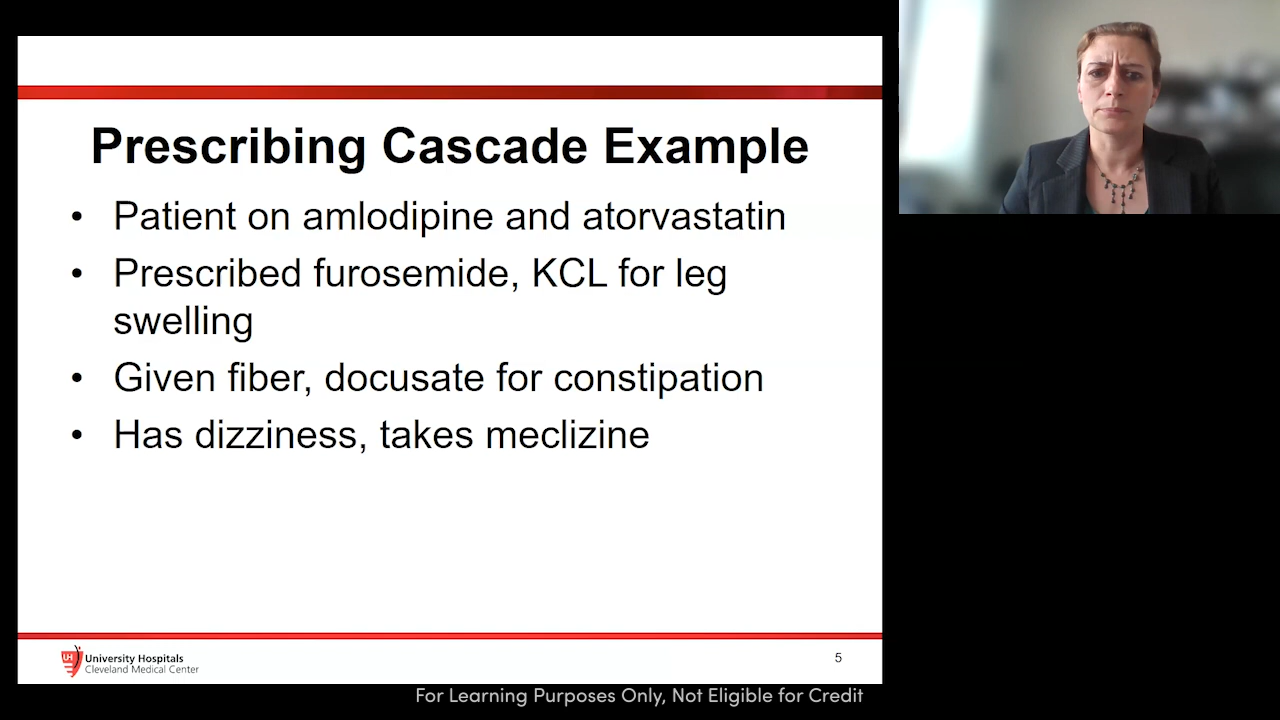 Prescribing Cascade Example
• Patient on amlodipine and atorvastatin
• Prescribed furosemide, KCL for leg
swelling
• Given fiber, docusate for constipation
• Has dizziness, takes meclizine
UH
University Hospitals
Cleveland Medical Center
5
For Learning Purposes Only, Not Eligible for Credit